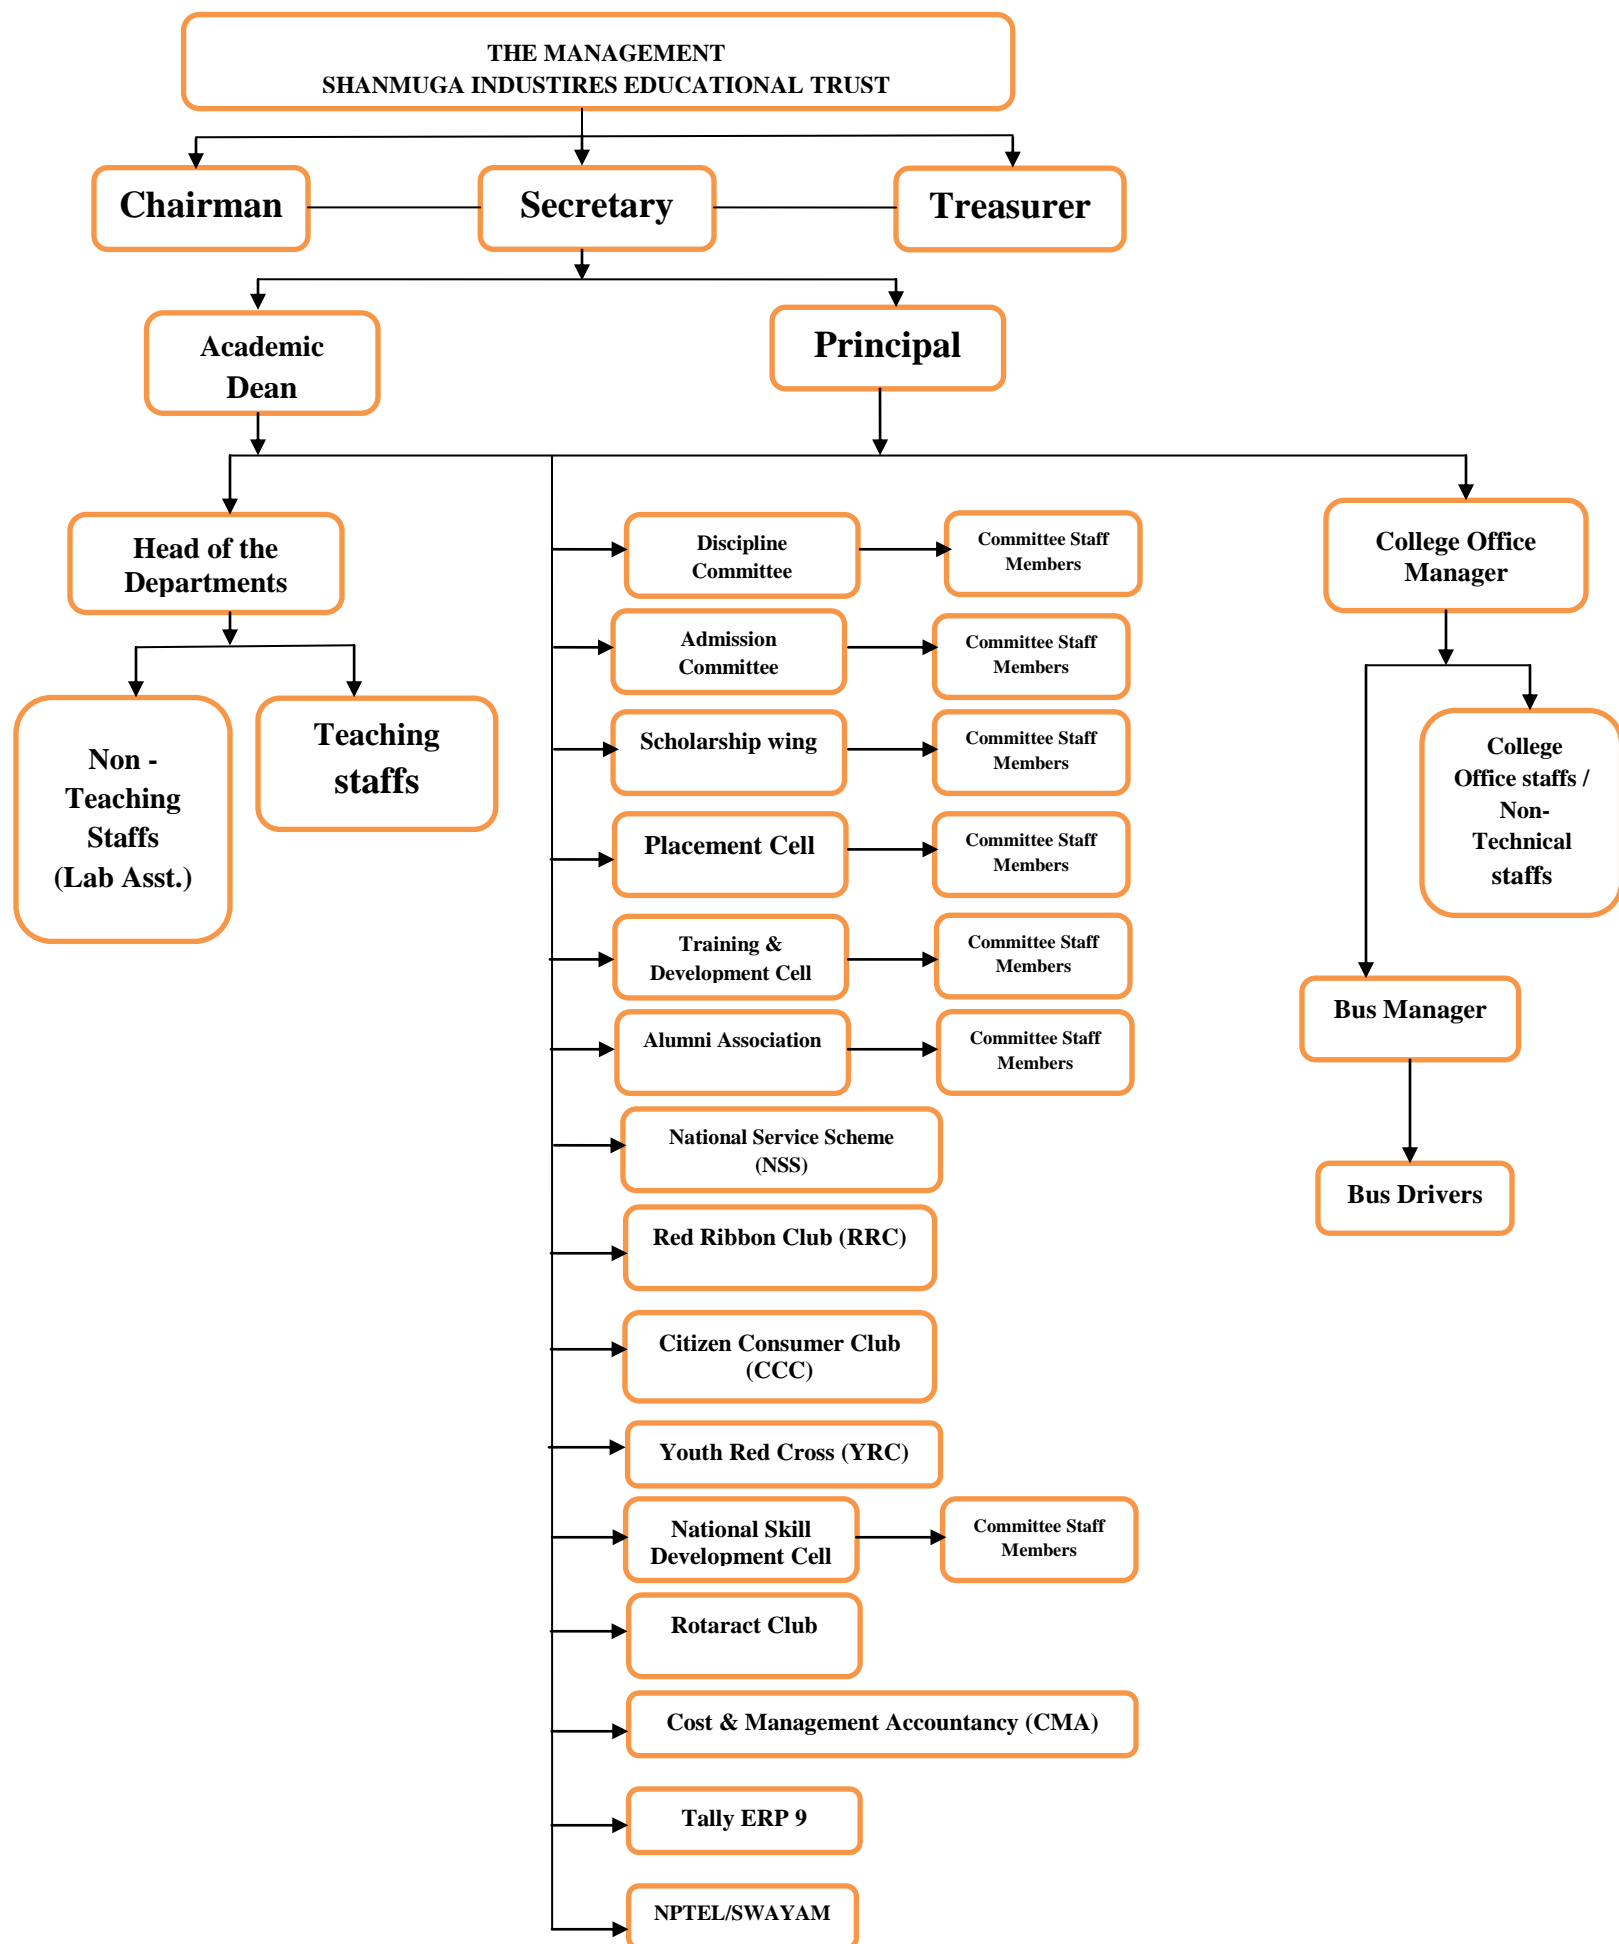 THE MANAGEMENT
SHANMUGA INDUSTIRES EDUCATIONAL TRUST
Chairman
Secretary
Treasurer
Academic
Dean
Principal
Head of the
Departments
Non -
Teaching
Staffs
(Lab Asst.)
Teaching
staffs
Discipline
Committee
Committee Staff
Members
Admission
Committee
Committee Staff
Members
Scholarship wing
Committee Staff
Members
Placement Cell
Committee Staff
Members
Training &
Development Cell
Committee Staff
Members
Alumni Association
Committee Staff
Members
National Service Scheme
(NSS)
Red Ribbon Club (RRC)
Citizen Consumer Club
(CCC)
Youth Red Cross (YRC)
National Skill
Development Cell
Committee Staff
Members
Rotaract Club
Cost & Management Accountancy (CMA)
Tally ERP 9
NPTEL/SWAYAM
College Office
Manager
College
Office staffs /
Non-
Technical
staffs
Bus Manager
Bus Drivers